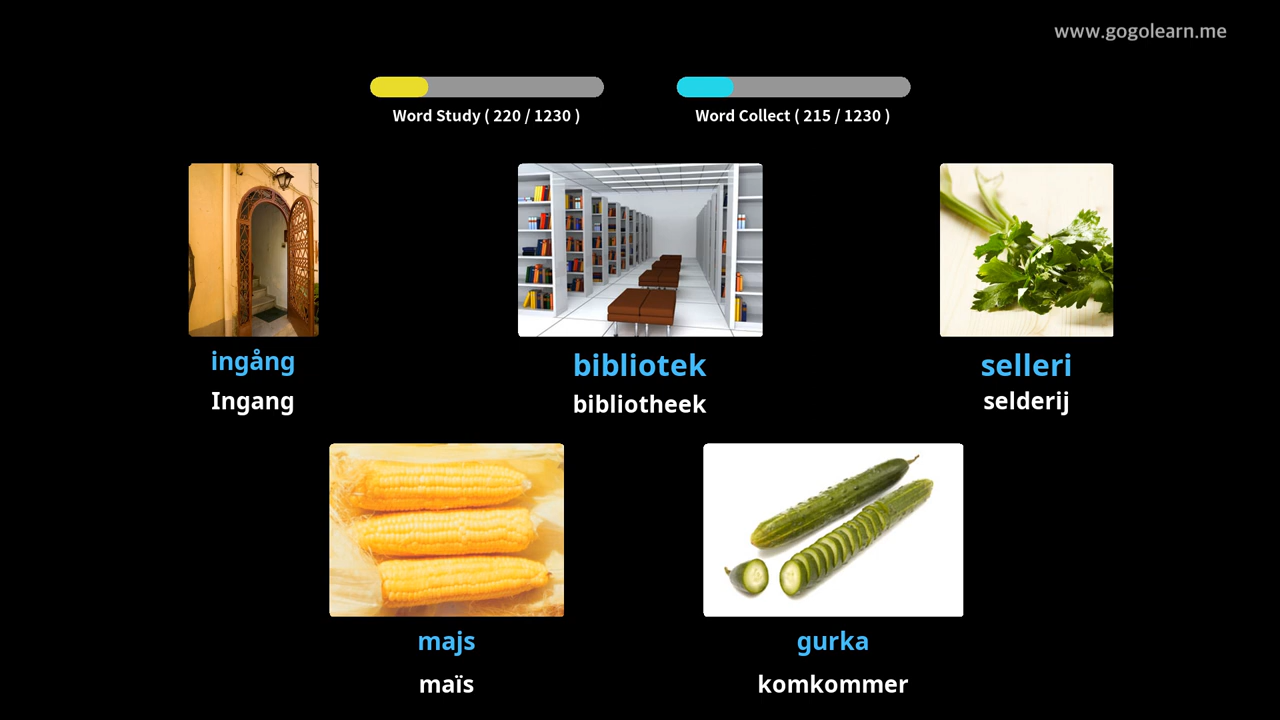 www.gogolearn.me
Word Study ( 220 / 1230 )
Word Collect ( 215 / 1230 )
ingång
bibliotek
selleri
Ingang
bibliotheek
selderij
majs
gurka
maïs
komkommer